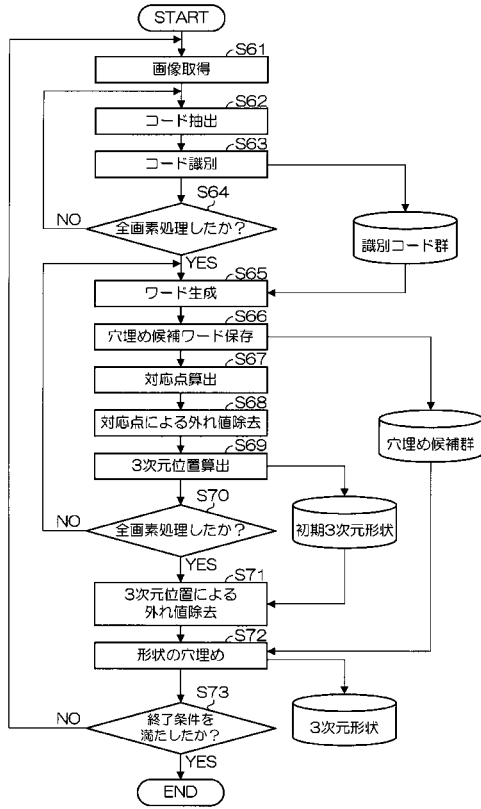 START
S61
画像取得
S62
コード抽出
S63
コード識別
S64
全画素処理したか？
NO
YES
識別コード群
S65
ワード生成
S66
穴埋め候補ワード保存
S67
対応点算出
S68
対応点による外れ値除去
穴埋め候補群
S69
3次元位置算出
S70
全画素処理したか？
NO
YES
初期3次元形状
S71
3次元位置による
外れ値除去
S72
形状の穴埋め
S73
終了条件を
満たしたか？
NO
YES
3次元形状
END